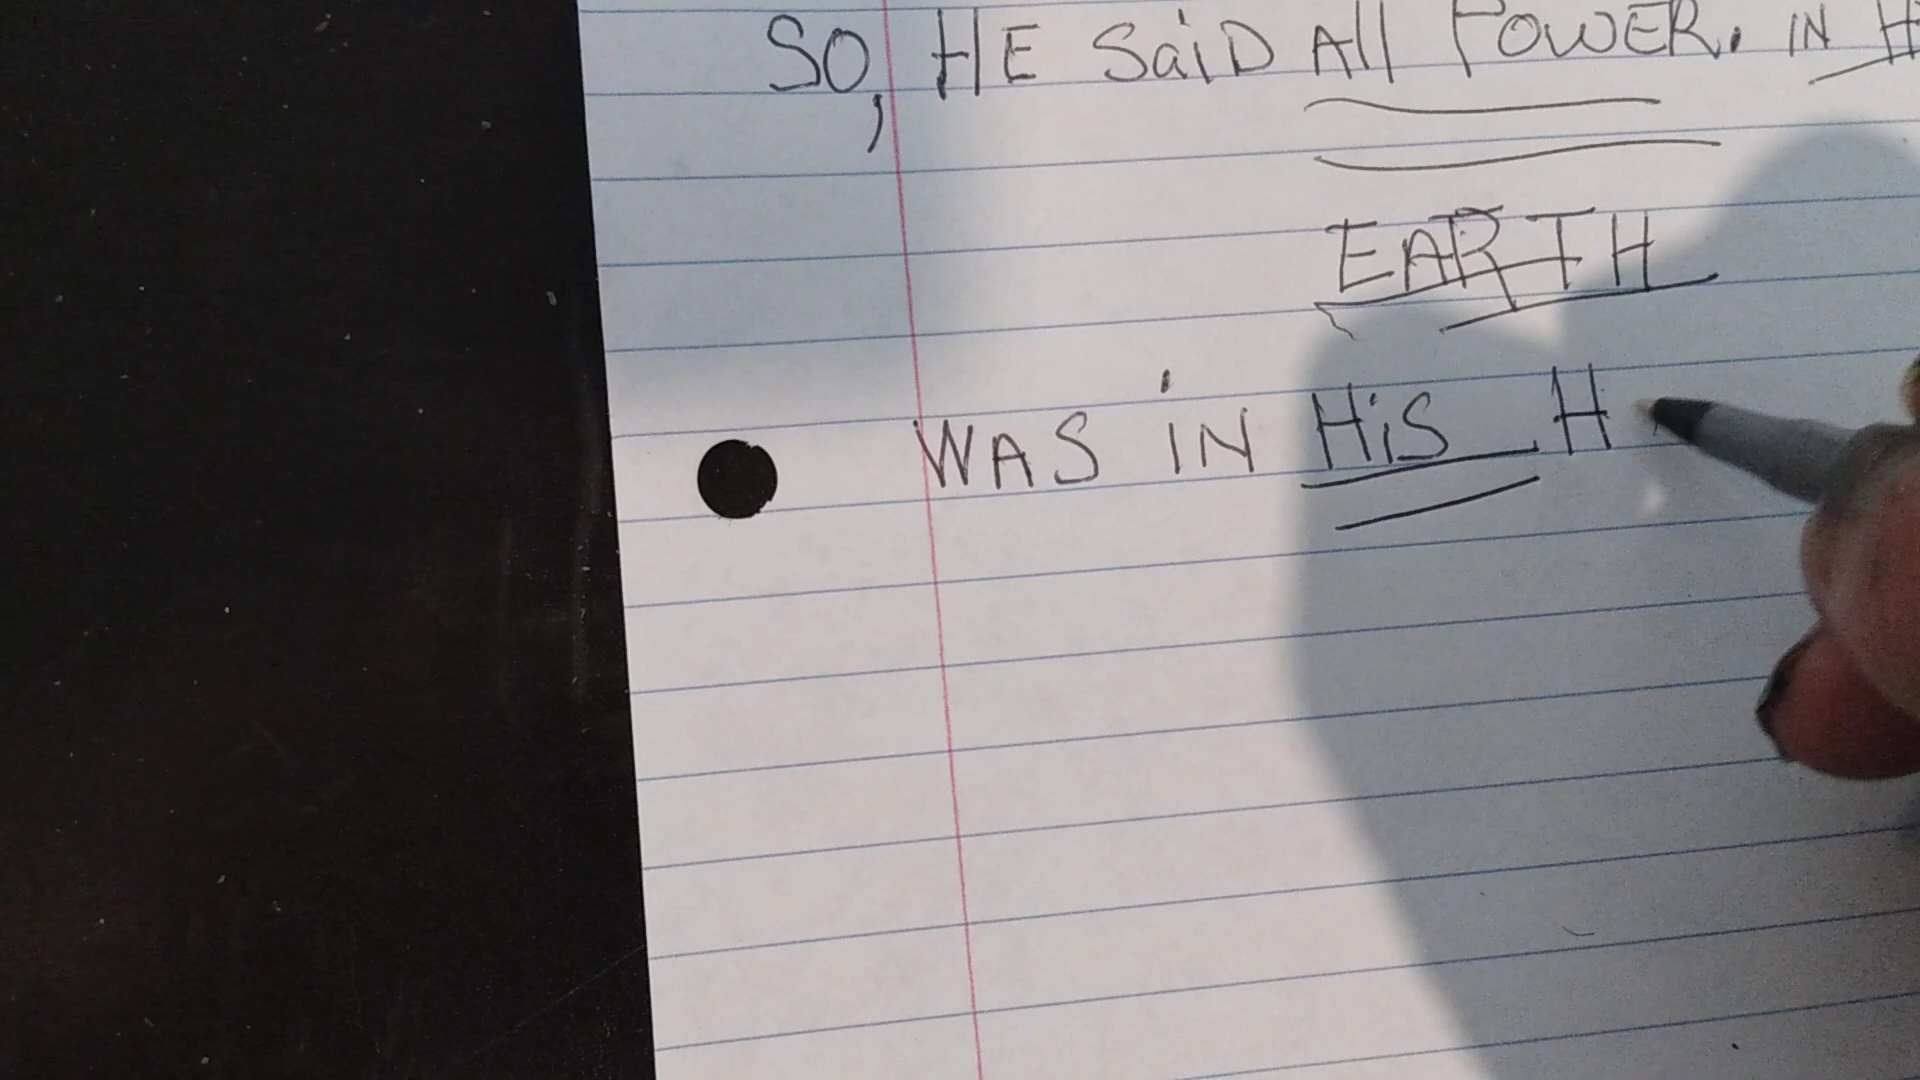 SO, HE SaiD All POWER. IN H
EARTH
WAS iN HiS H